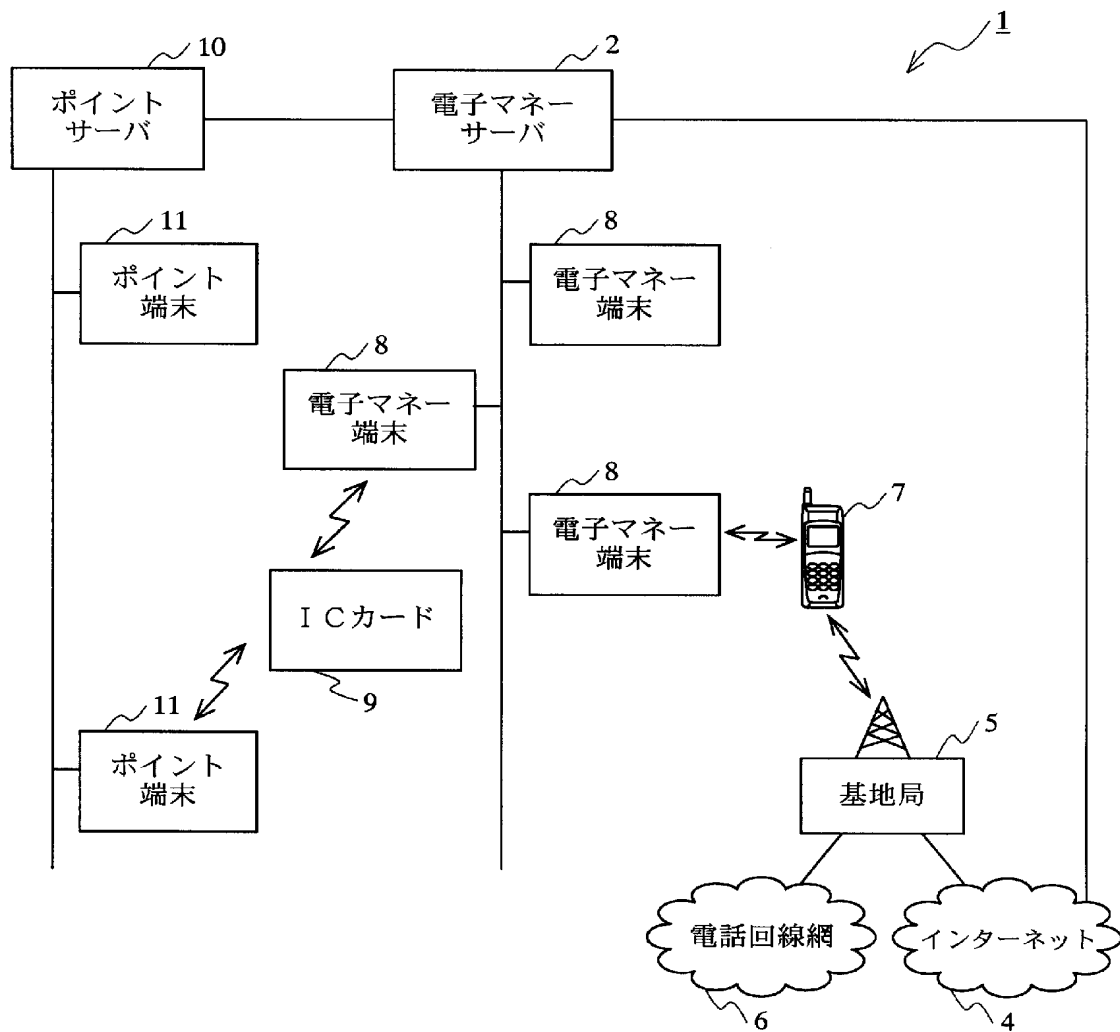 1
10
ポイント
サーバ
2
電子マネー
サーバ
11
ポイント
端末
8
電子マネー
端末
8
電子マネー
端末
8
電子マネー
端末
7
ＩＣカード
9
11
ポイント
端末
5
基地局
電話回線網
6
インターネット
4